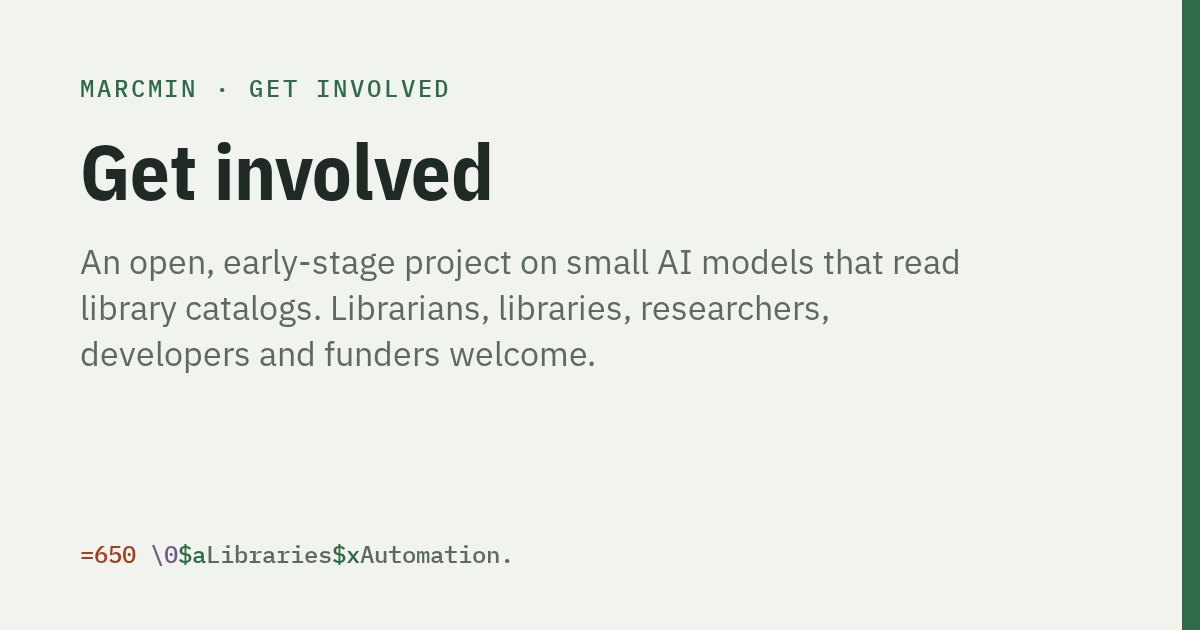 MARCMIN · GET INVOLVED
Get involved
An open, early-stage project on small AI models that read
library catalogs. Librarians, libraries, researchers,
developers and funders welcome.
=650 \0$aLibraries$xAutomation.